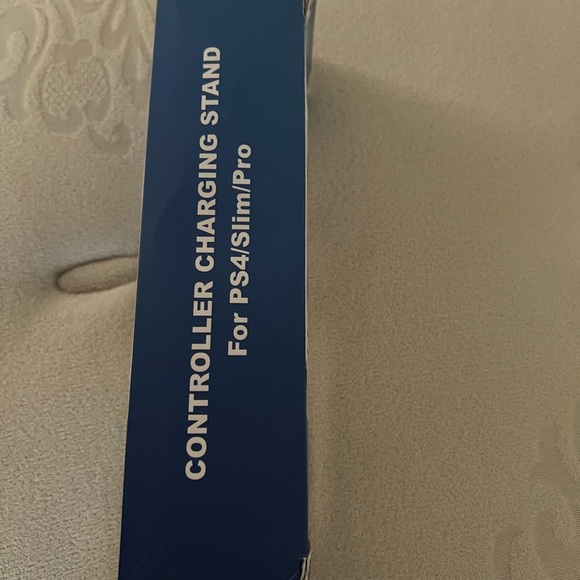 CONTROLLER CHARGING STAND
For PS4/Slim/Pro